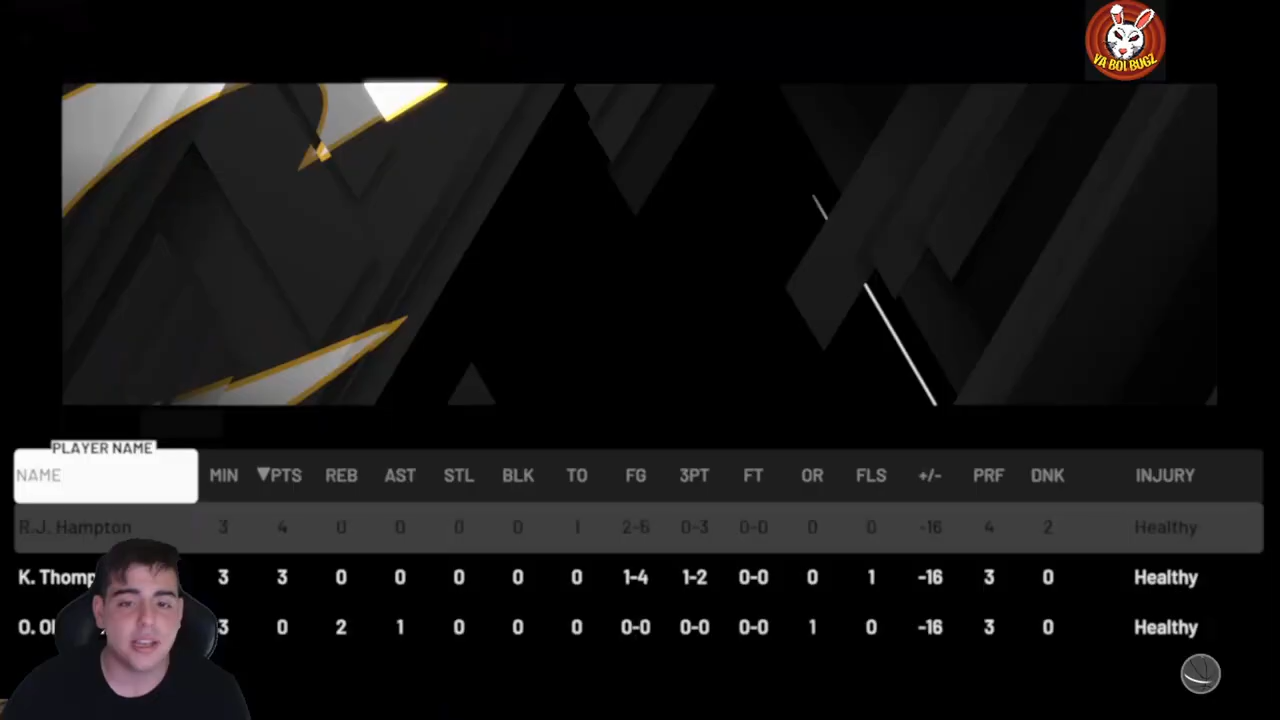 YA BOI BUGZ
PLAYER NAME
NAME MIN ▼PTS REB AST STL BLK TO FG 3PT FT OR FLS +/- PRF DNK INJURY
R.J. Hampton 3 4 0 0 0 0 1 2-6 0-3 0-0 0 0 -16 4 2 Healthy
K. Thomp 3 3 0 0 0 0 0 1-4 1-2 0-0 0 1 -16 3 0 Healthy
O. 3 0 2 1 0 0 0 0-0 0-0 0-0 1 0 -16 3 0 Healthy